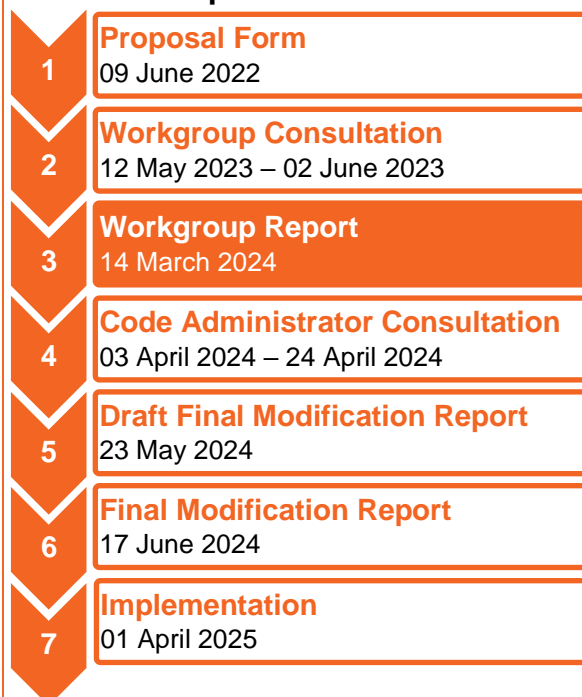 1
Proposal Form
09 June 2022
2
Workgroup Consultation
12 May 2023 – 02 June 2023
3
Workgroup Report
14 March 2024
4
Code Administrator Consultation
03 April 2024 – 24 April 2024
5
Draft Final Modification Report
23 May 2024
6
Final Modification Report
17 June 2024
7
Implementation
01 April 2025